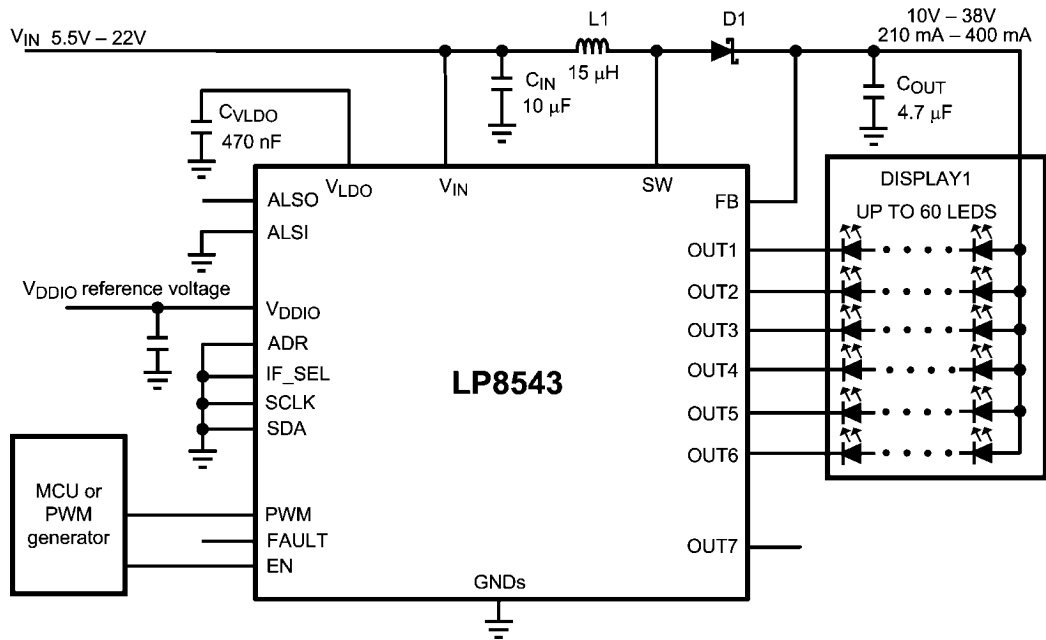 V_IN 5.5V – 22V
L1
15 μH
D1
10V – 38V
210 mA – 400 mA
C_IN
10 μF
C_OUT
4.7 μF
C_VLDO
470 nF
V_LDO
V_IN
SW
FB
ALSO
ALSI
V_DDIO reference voltage
V_DDIO
ADR
IF_SEL
SCLK
SDA
LP8543
DISPLAY1
UP TO 60 LEDS
OUT1
OUT2
OUT3
OUT4
OUT5
OUT6
OUT7
MCU or
PWM
generator
PWM
FAULT
EN
GNDs